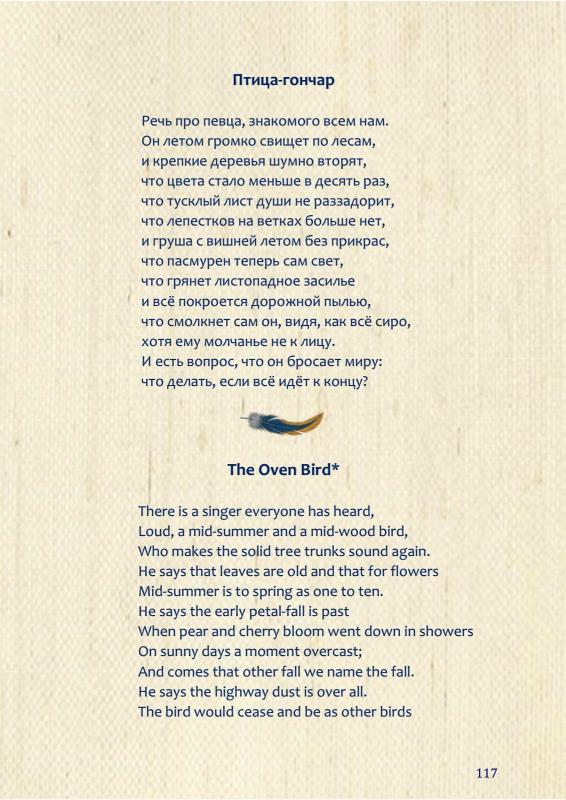 Птица-гончар
Речь про певца, знакомого всем нам.
Он летом громко свищет по лесам,
и крепкие деревья шумно вторят,
что цвета стало меньше в десять раз,
что тусклый лист души не раззадорит,
что лепестков на ветках больше нет,
и груша с вишней летом без прикрас,
что пасмурен теперь сам свет,
что грянет листопадное засилье
и всё покроется дорожной пылью,
что смолкнет сам он, видя, как всё сиро,
хотя ему молчанье не к лицу.
И есть вопрос, что он бросает миру:
что делать, если всё идёт к концу?
The Oven Bird*
There is a singer everyone has heard,
Loud, a mid-summer and a mid-wood bird,
Who makes the solid tree trunks sound again.
He says that leaves are old and that for flowers
Mid-summer is to spring as one to ten.
He says the early petal-fall is past
When pear and cherry bloom went down in showers
On sunny days a moment overcast;
And comes that other fall we name the fall.
He says the highway dust is over all.
The bird would cease and be as other birds
117